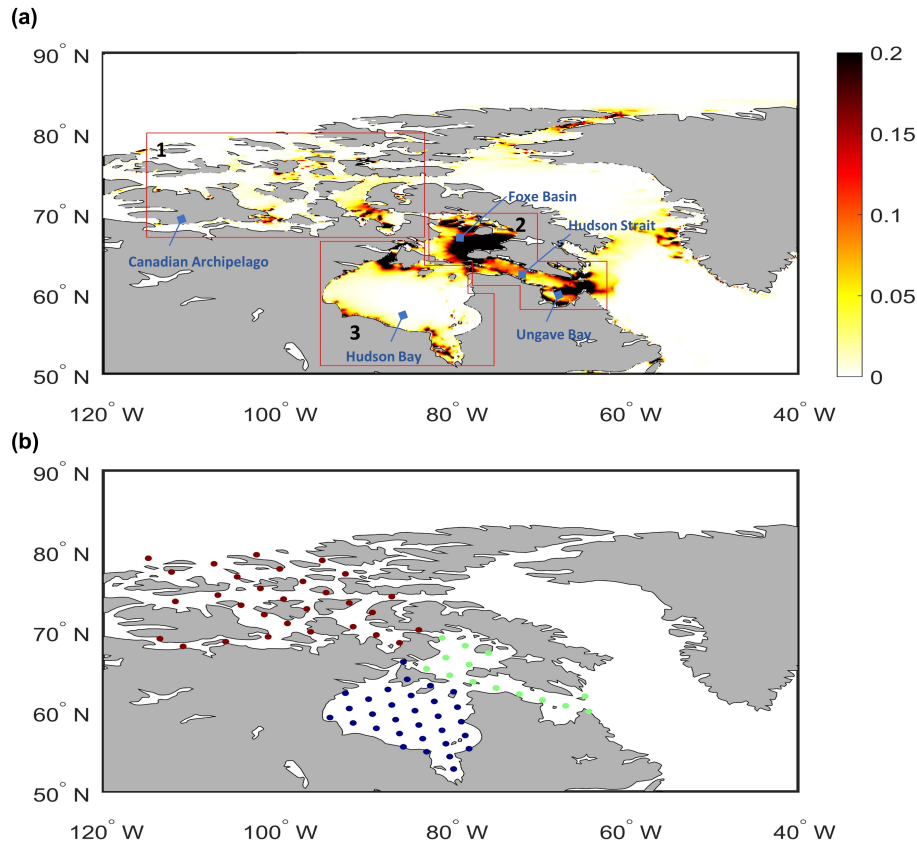 (a)
90° N
80° N
70° N
60° N
50° N
120° W
100° W
80° W
60° W
40° W
1
2
3
Foxe Basin
Hudson Strait
Canadian Archipelago
Ungave Bay
Hudson Bay
0.2
0.15
0.1
0.05
0
(b)
90° N
80° N
70° N
60° N
50° N
120° W
100° W
80° W
60° W
40° W